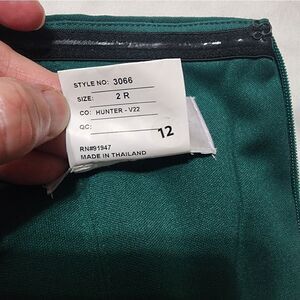 STYLE NO: 3066
SIZE: 2 R
CO: HUNTER - V22
QC: 12
RN#91947
MADE IN THAILAND